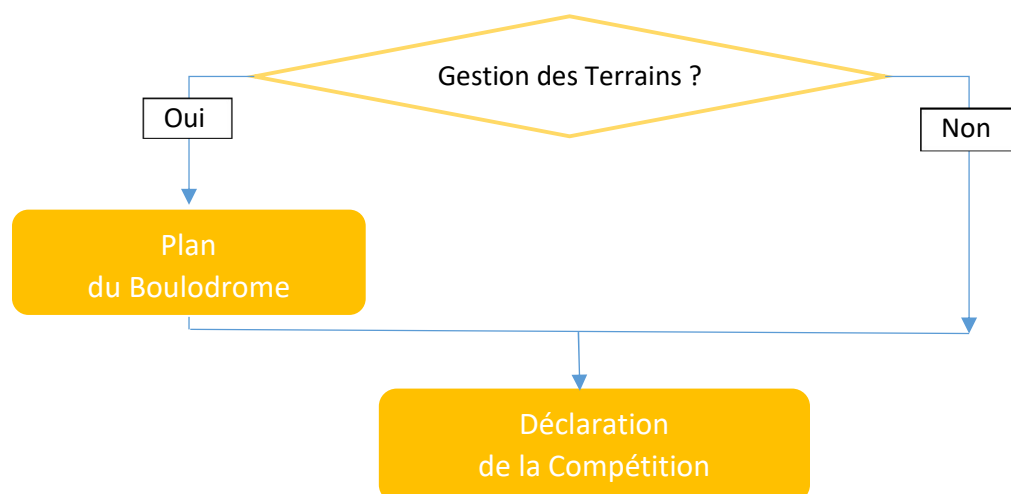 Gestion des Terrains ?
Oui
Non
Plan
du Boulodrome
Déclaration
de la Compétition